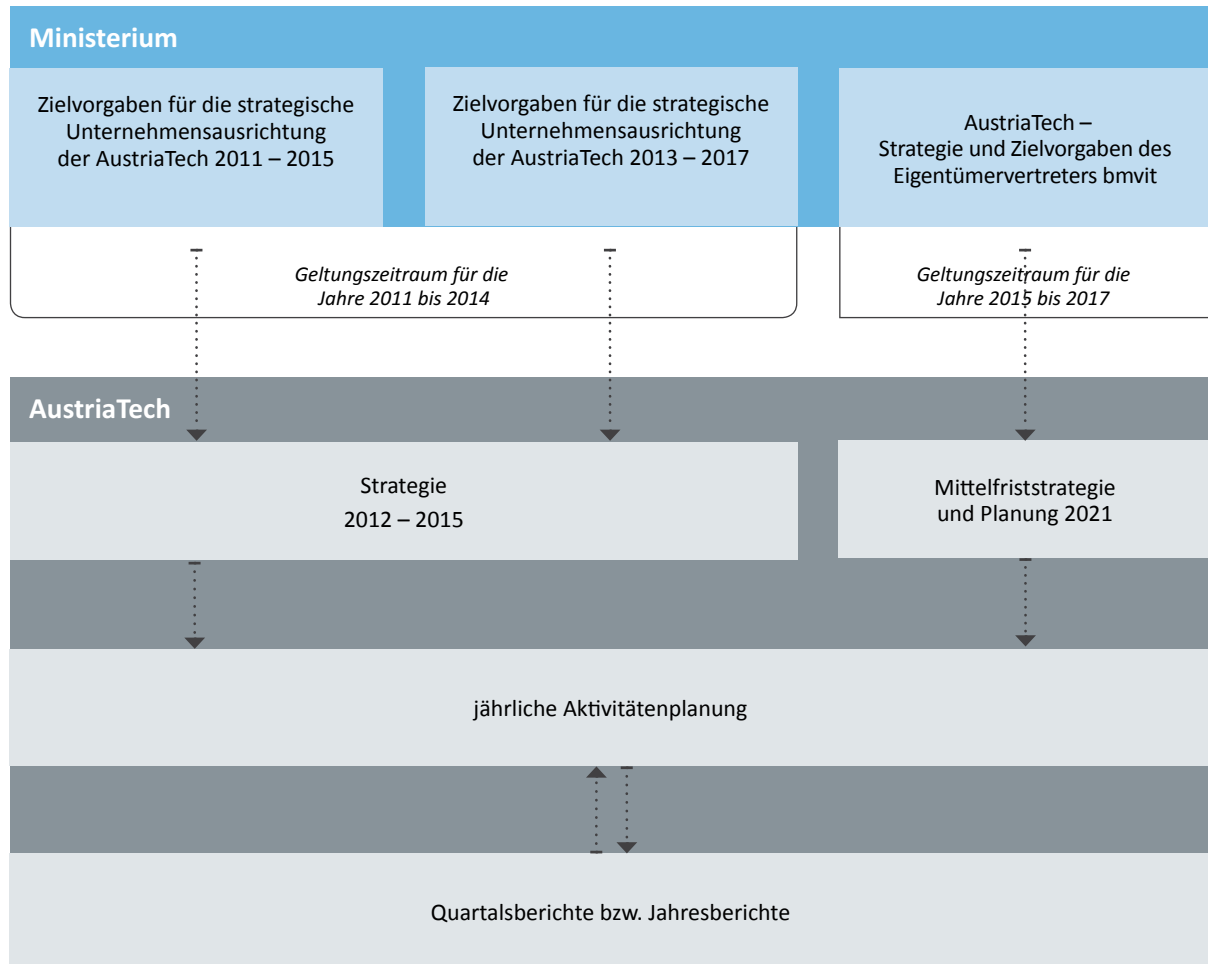 Ministerium
Zielvorgaben für die strategische
Unternehmensausrichtung
der AustriaTech 2011 – 2015
Zielvorgaben für die strategische
Unternehmensausrichtung
der AustriaTech 2013 – 2017
AustriaTech –
Strategie und Zielvorgaben des
Eigentümervertreters bmvit
Geltungszeitraum für die
Jahre 2011 bis 2014
Geltungszeitraum für die
Jahre 2015 bis 2017
AustriaTech
Strategie
2012 – 2015
Mittelfriststrategie
und Planung 2021
jährliche Aktivitätenplanung
Quartalsberichte bzw. Jahresberichte